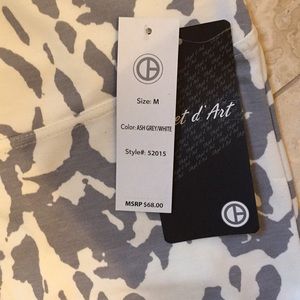 Size: M
Color: ASH GREY/WHITE
Style#: 52015
MSRP $68.00
et d' Art